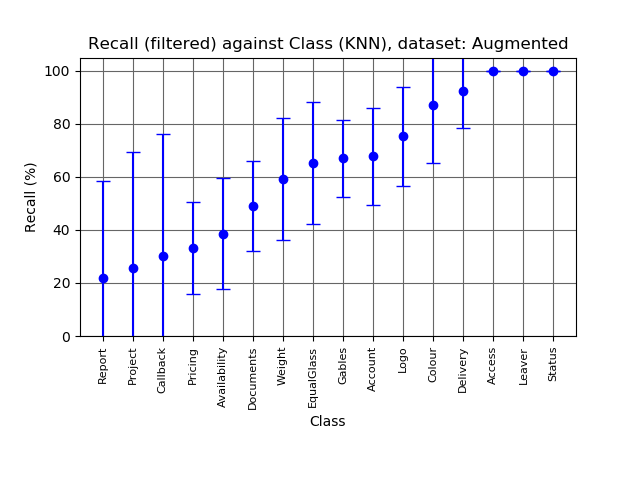 Recall (filtered) against Class (KNN), dataset: Augmented
100
80
60
40
20
0
Recall (%)
Report
Project
Callback
Pricing
Availability
Documents
Weight
EqualGlass
Gables
Account
Logo
Colour
Delivery
Access
Leaver
Status
Class